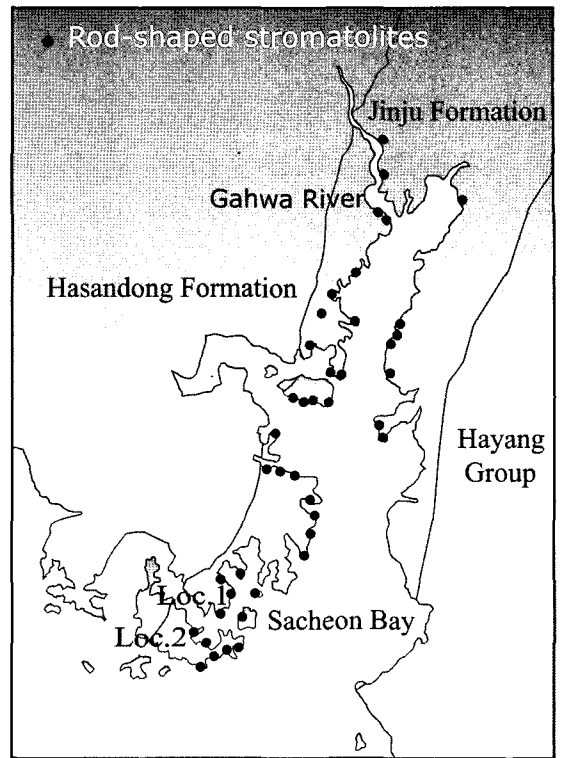 Rod-shaped stromatolites
Jinju Formation
Gahwa River
Hasandong Formation
Hayang
Group
Loc.1
Sacheon Bay
Loc.2